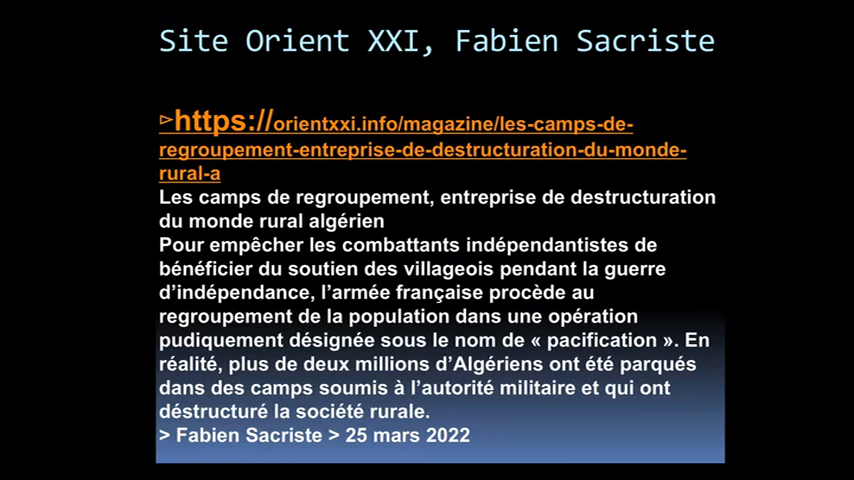 Site Orient XXI, Fabien Sacriste
▻https://orientxxi.info/magazine/les-camps-de-
regroupement-entreprise-de-destructuration-du-monde-
rural-a
Les camps de regroupement, entreprise de destructuration
du monde rural algérien
Pour empêcher les combattants indépendantistes de
bénéficier du soutien des villageois pendant la guerre
d’indépendance, l’armée française procède au
regroupement de la population dans une opération
pudiquement désignée sous le nom de « pacification ». En
réalité, plus de deux millions d’Algériens ont été parqués
dans des camps soumis à l’autorité militaire et qui ont
déstructuré la société rurale.
> Fabien Sacriste > 25 mars 2022